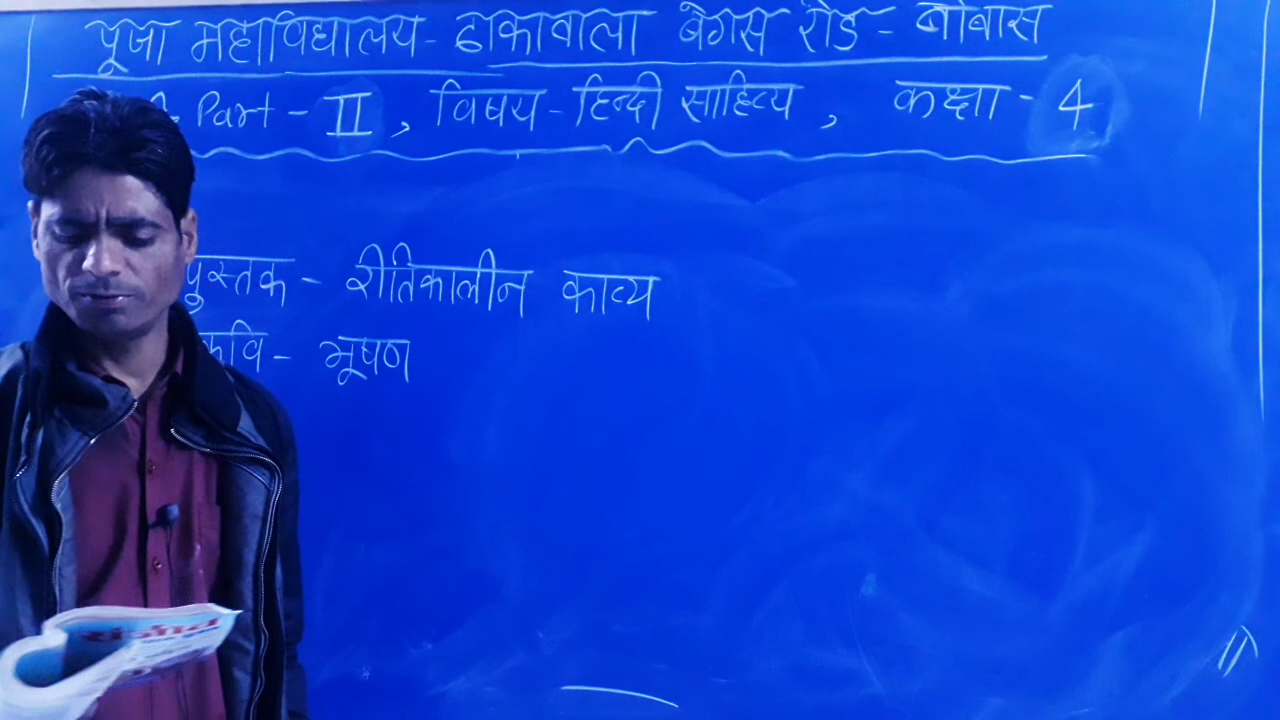 पूजा महाविद्यालय - ढाकावाला बेगस रोड - बोबास
Part - II, विषय - हिन्दी साहित्य, कक्षा - 4
पुस्तक - रीतिकालीन काव्य
कवि - भूषण